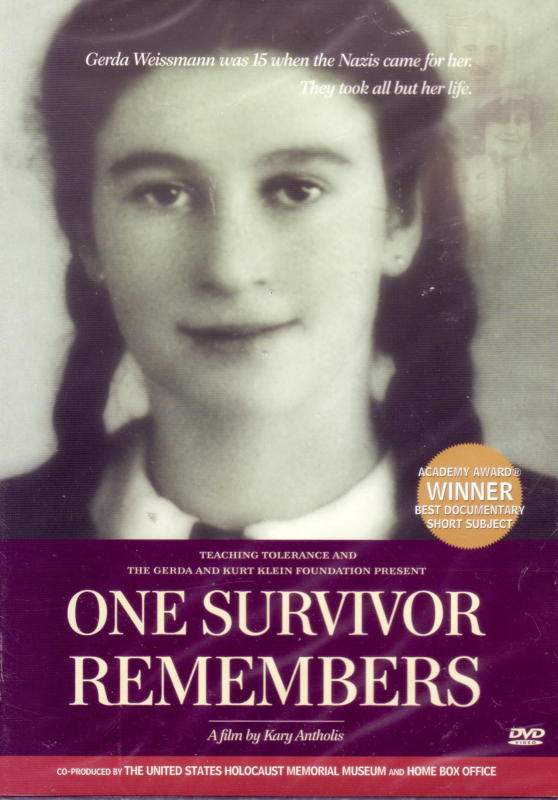 Gerda Weissmann was 15 when the Nazis came for her.
They took all but her life.
ACADEMY AWARD®
WINNER
BEST DOCUMENTARY
SHORT SUBJECT
TEACHING TOLERANCE AND
THE GERDA AND KURT KLEIN FOUNDATION PRESENT
ONE SURVIVOR
REMEMBERS
A film by Kary Antholis
DVD
VIDEO
CO-PRODUCED BY THE UNITED STATES HOLOCAUST MEMORIAL MUSEUM AND HOME BOX OFFICE